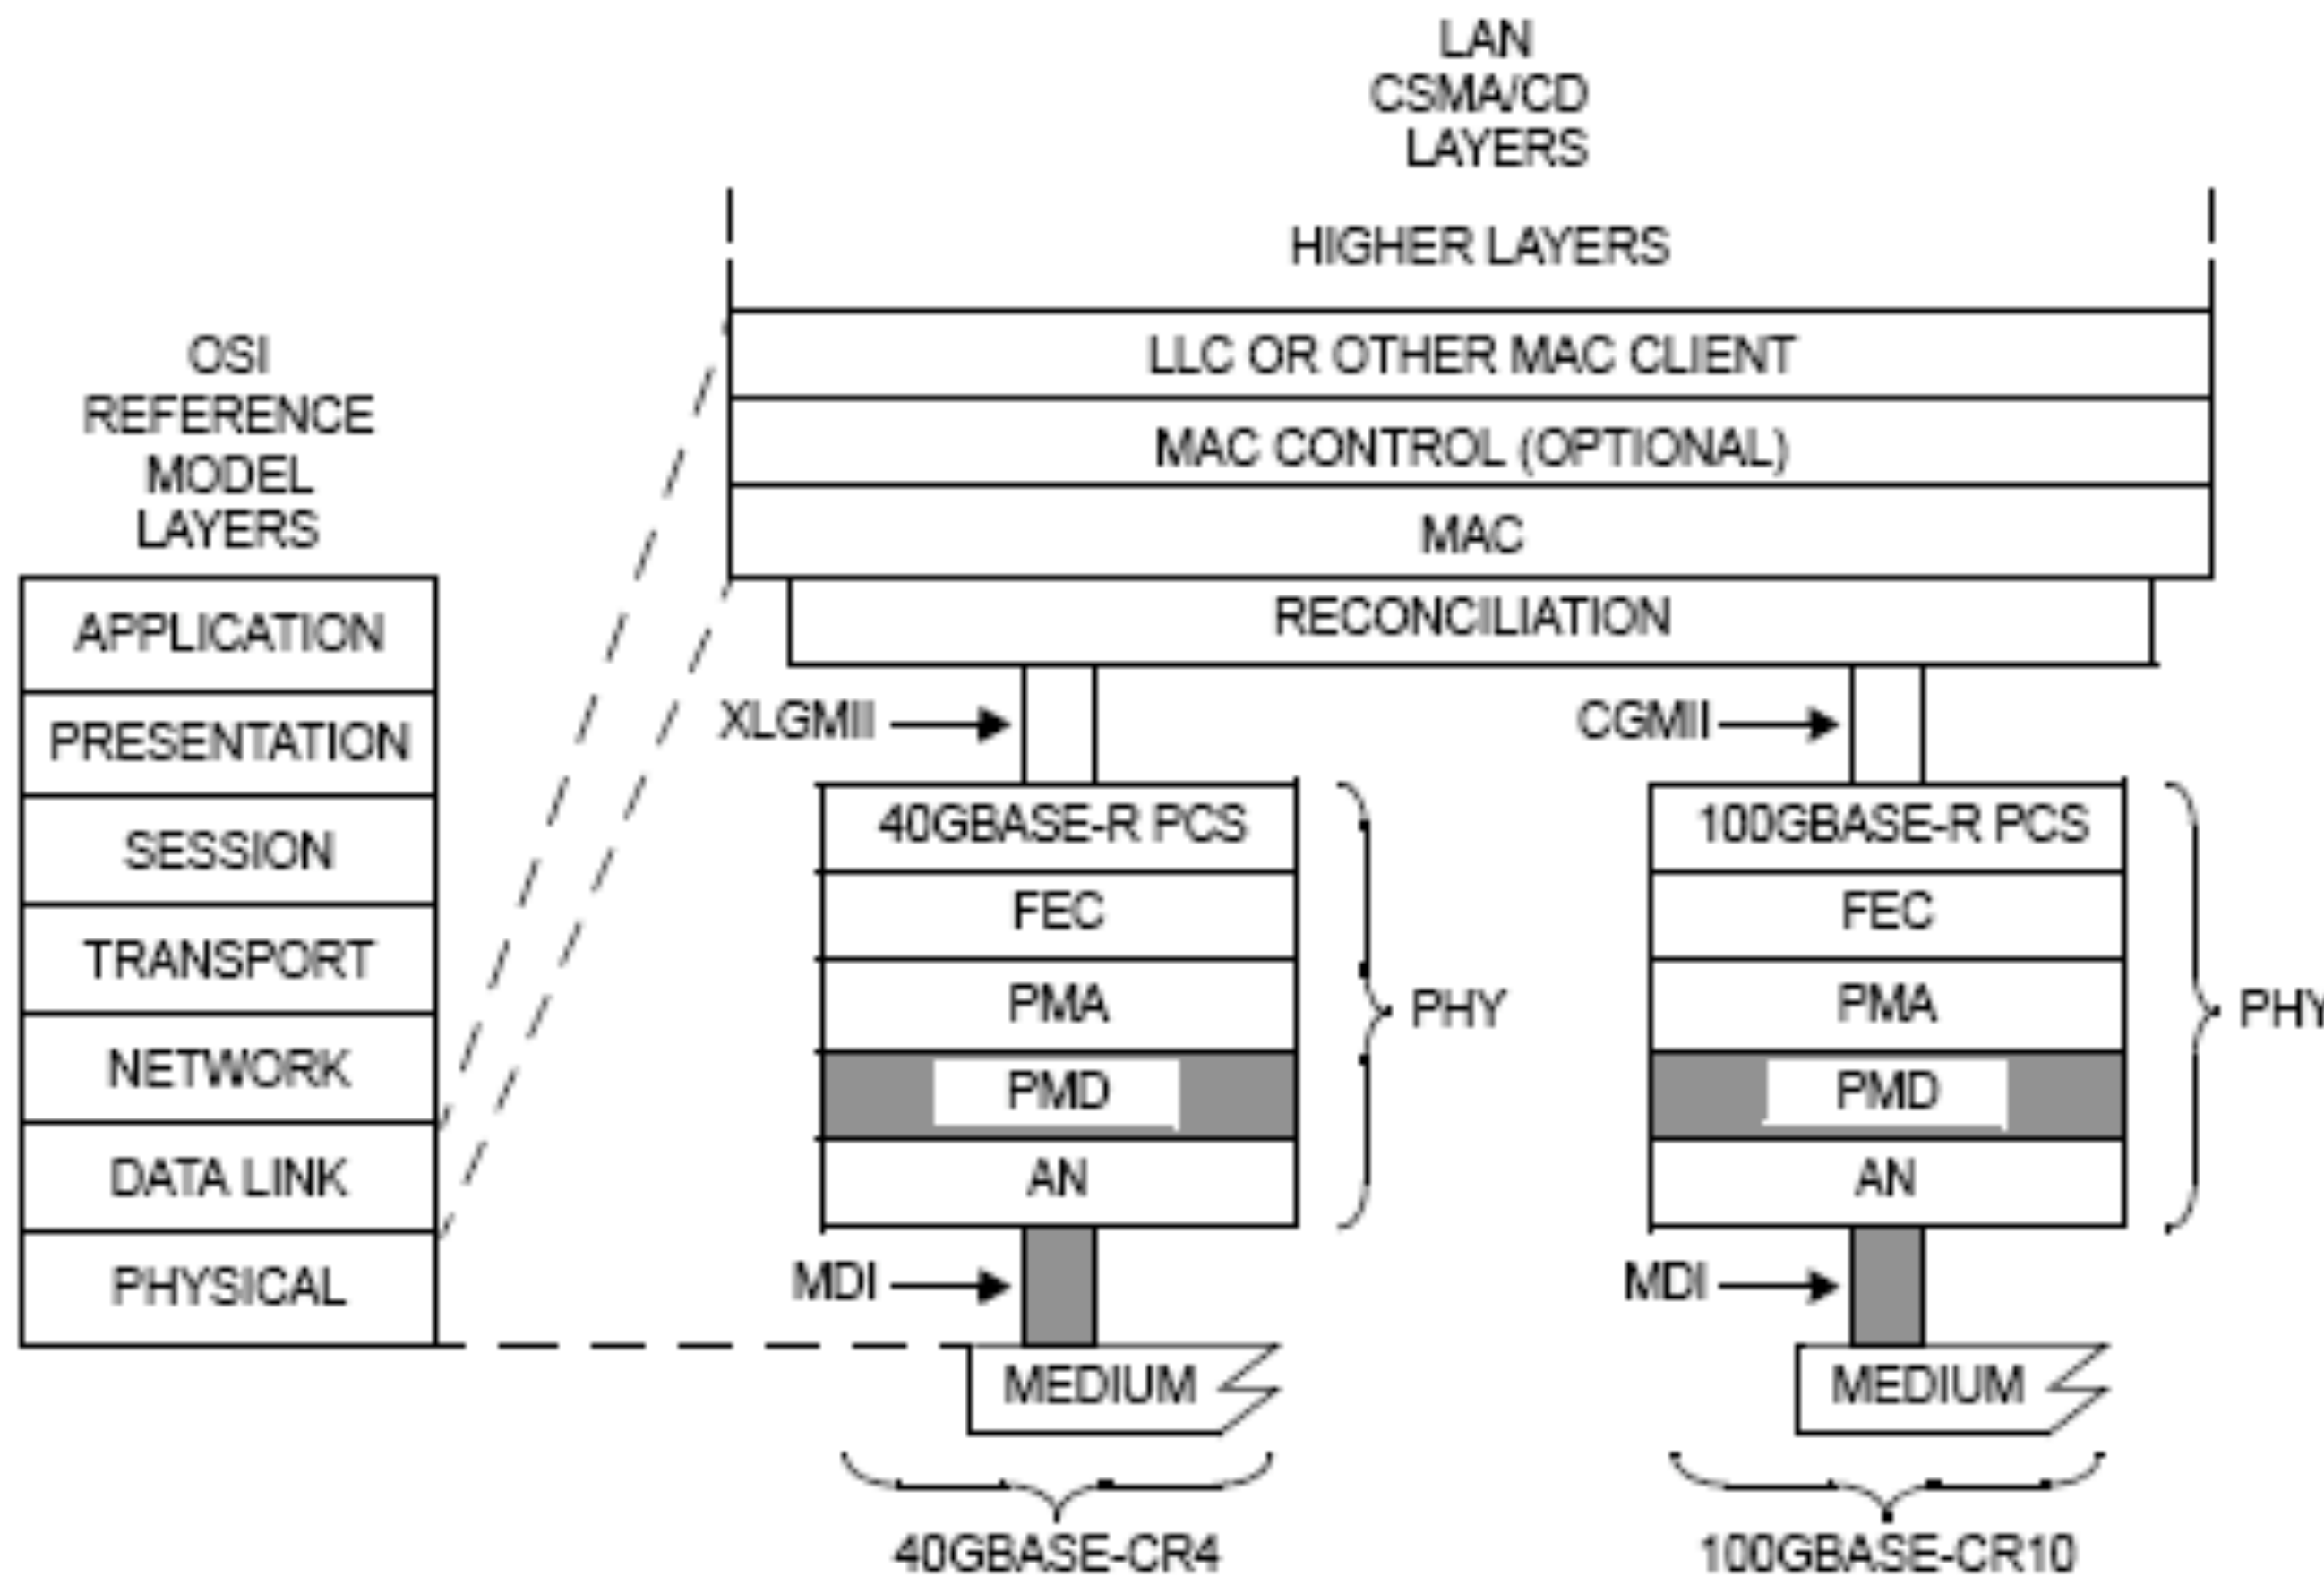 LAN
CSMA/CD
LAYERS
HIGHER LAYERS
LLC OR OTHER MAC CLIENT
MAC CONTROL (OPTIONAL)
MAC
RECONCILIATION
OSI
REFERENCE
MODEL
LAYERS
APPLICATION
PRESENTATION
SESSION
TRANSPORT
NETWORK
DATA LINK
PHYSICAL
XLGMII
40GBASE-R PCS
FEC
PMA
PMD
AN
PHY
MDI
MEDIUM
40GBASE-CR4
CGMII
100GBASE-R PCS
FEC
PMA
PMD
AN
PHY
MDI
MEDIUM
100GBASE-CR10